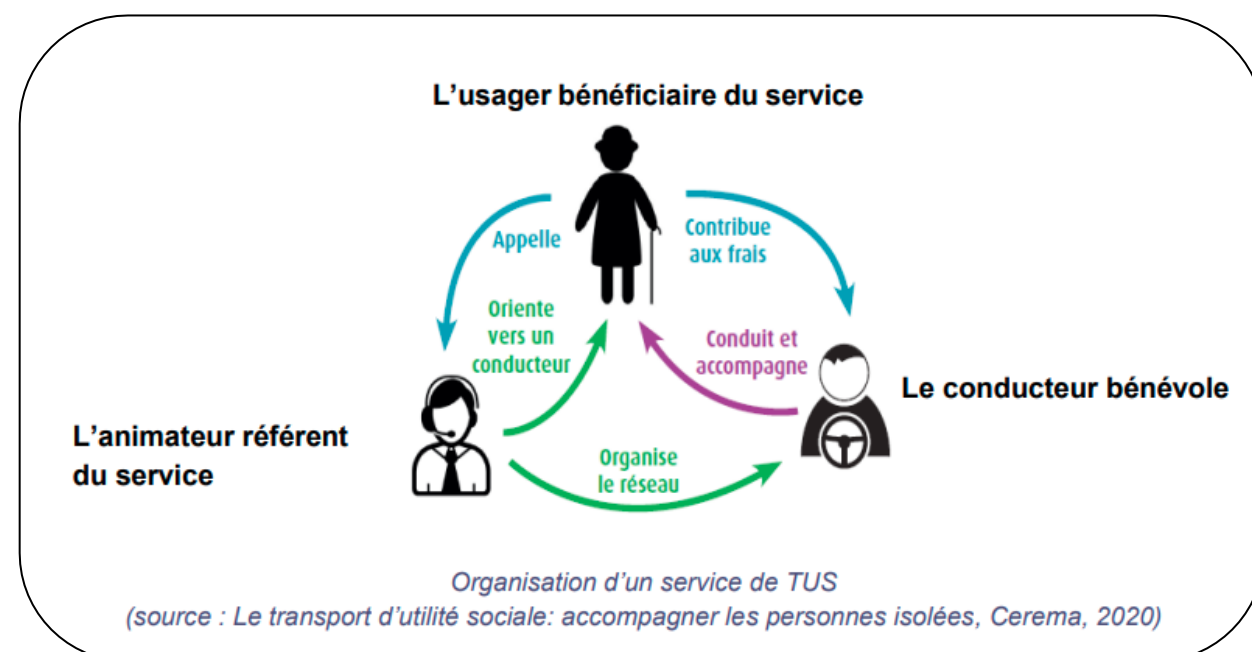 L'usager bénéficiaire du service
Appelle
Contribue
aux frais
Oriente
vers un
conducteur
Conduit et
accompagne
Le conducteur bénévole
L'animateur référent
du service
Organise
le réseau
Organisation d'un service de TUS
(source : Le transport d'utilité sociale: accompagner les personnes isolées, Cerema, 2020)